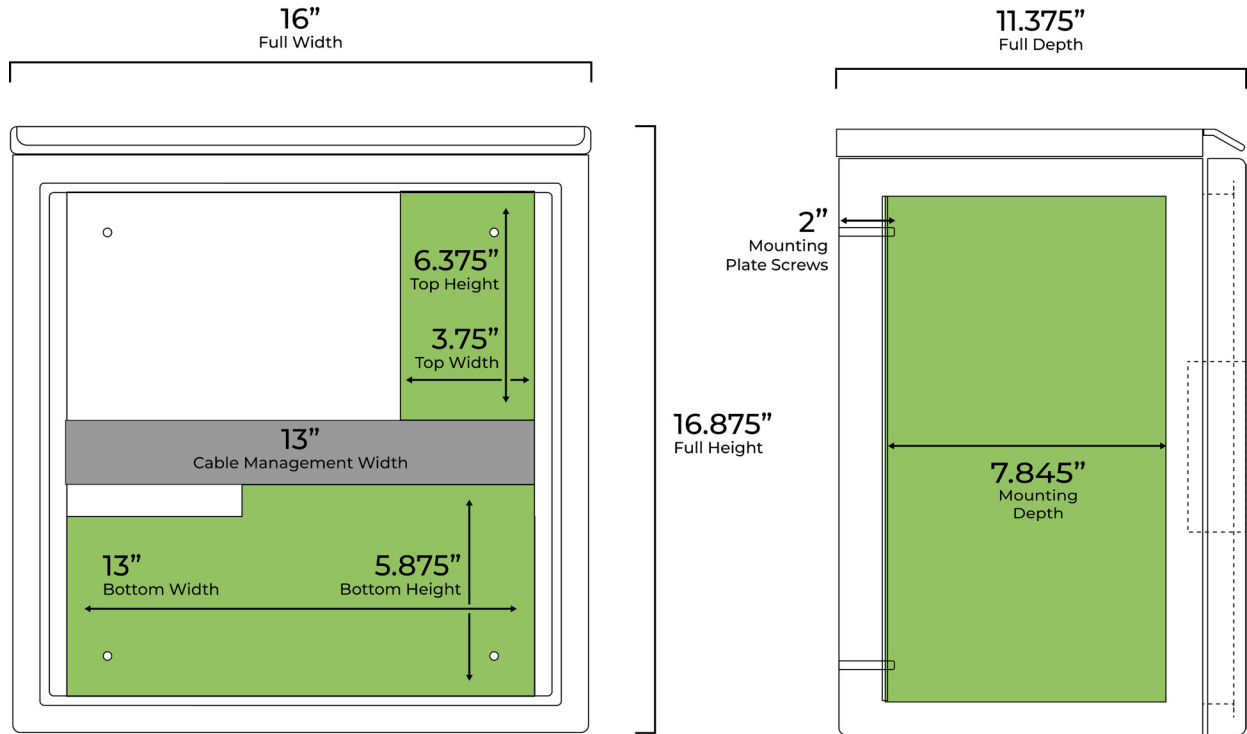 16”
Full Width
11.375”
Full Depth
6.375”
Top Height
3.75”
Top Width
13”
Cable Management Width
13”
Bottom Width
5.875”
Bottom Height
16.875”
Full Height
2”
Mounting
Plate Screws
7.845”
Mounting
Depth